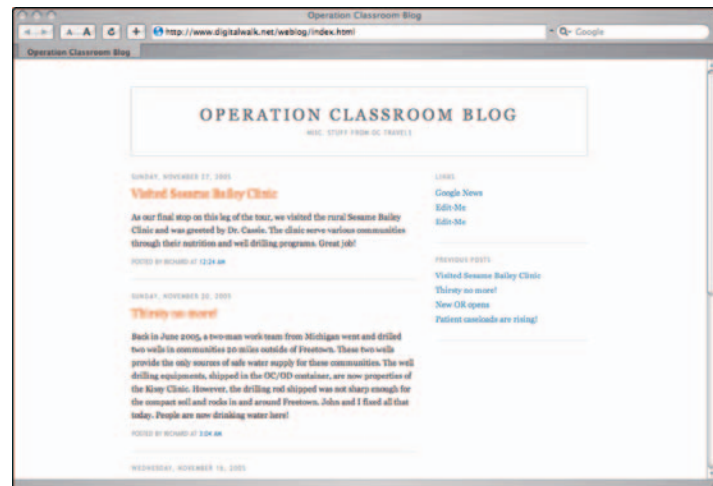 Operation Classroom Blog
A A
http://www.digitalwalk.net/weblog/index.html
Google
Operation Classroom Blog
OPERATION CLASSROOM BLOG
MISC. STUFF FROM OC TRAVELS
SUNDAY, NOVEMBER 27, 2005
Visited Sesame Bailey Clinic
As our final stop on this leg of the tour, we visited the rural Sesame Bailey
Clinic and was greeted by Dr. Cassie. The clinic serve various communities
through their nutrition and well drilling programs. Great job!
POSTED BY RICHARD AT 12:24 AM
SUNDAY, NOVEMBER 20, 2005
Thirsty no more!
Back in June 2005, a two-man work team from Michigan went and drilled
two wells in communities 20 miles outside of Freetown. These two wells
provide the only sources of safe water supply for these communities. The well
drilling equipments, shipped in the OC/OD container, are now properties of
the Kissy Clinic. However, the drilling rod shipped was not sharp enough for
the compact soil and rocks in and around Freetown. John and I fixed all that
today. People are now drinking water here!
POSTED BY RICHARD AT 3:04 AM
WEDNESDAY, NOVEMBER 16, 2005
LINKS
Google News
Edit-Me
Edit-Me
PREVIOUS POSTS
Visited Sesame Bailey Clinic
Thirsty no more!
New OR opens
Patient caseloads are rising!